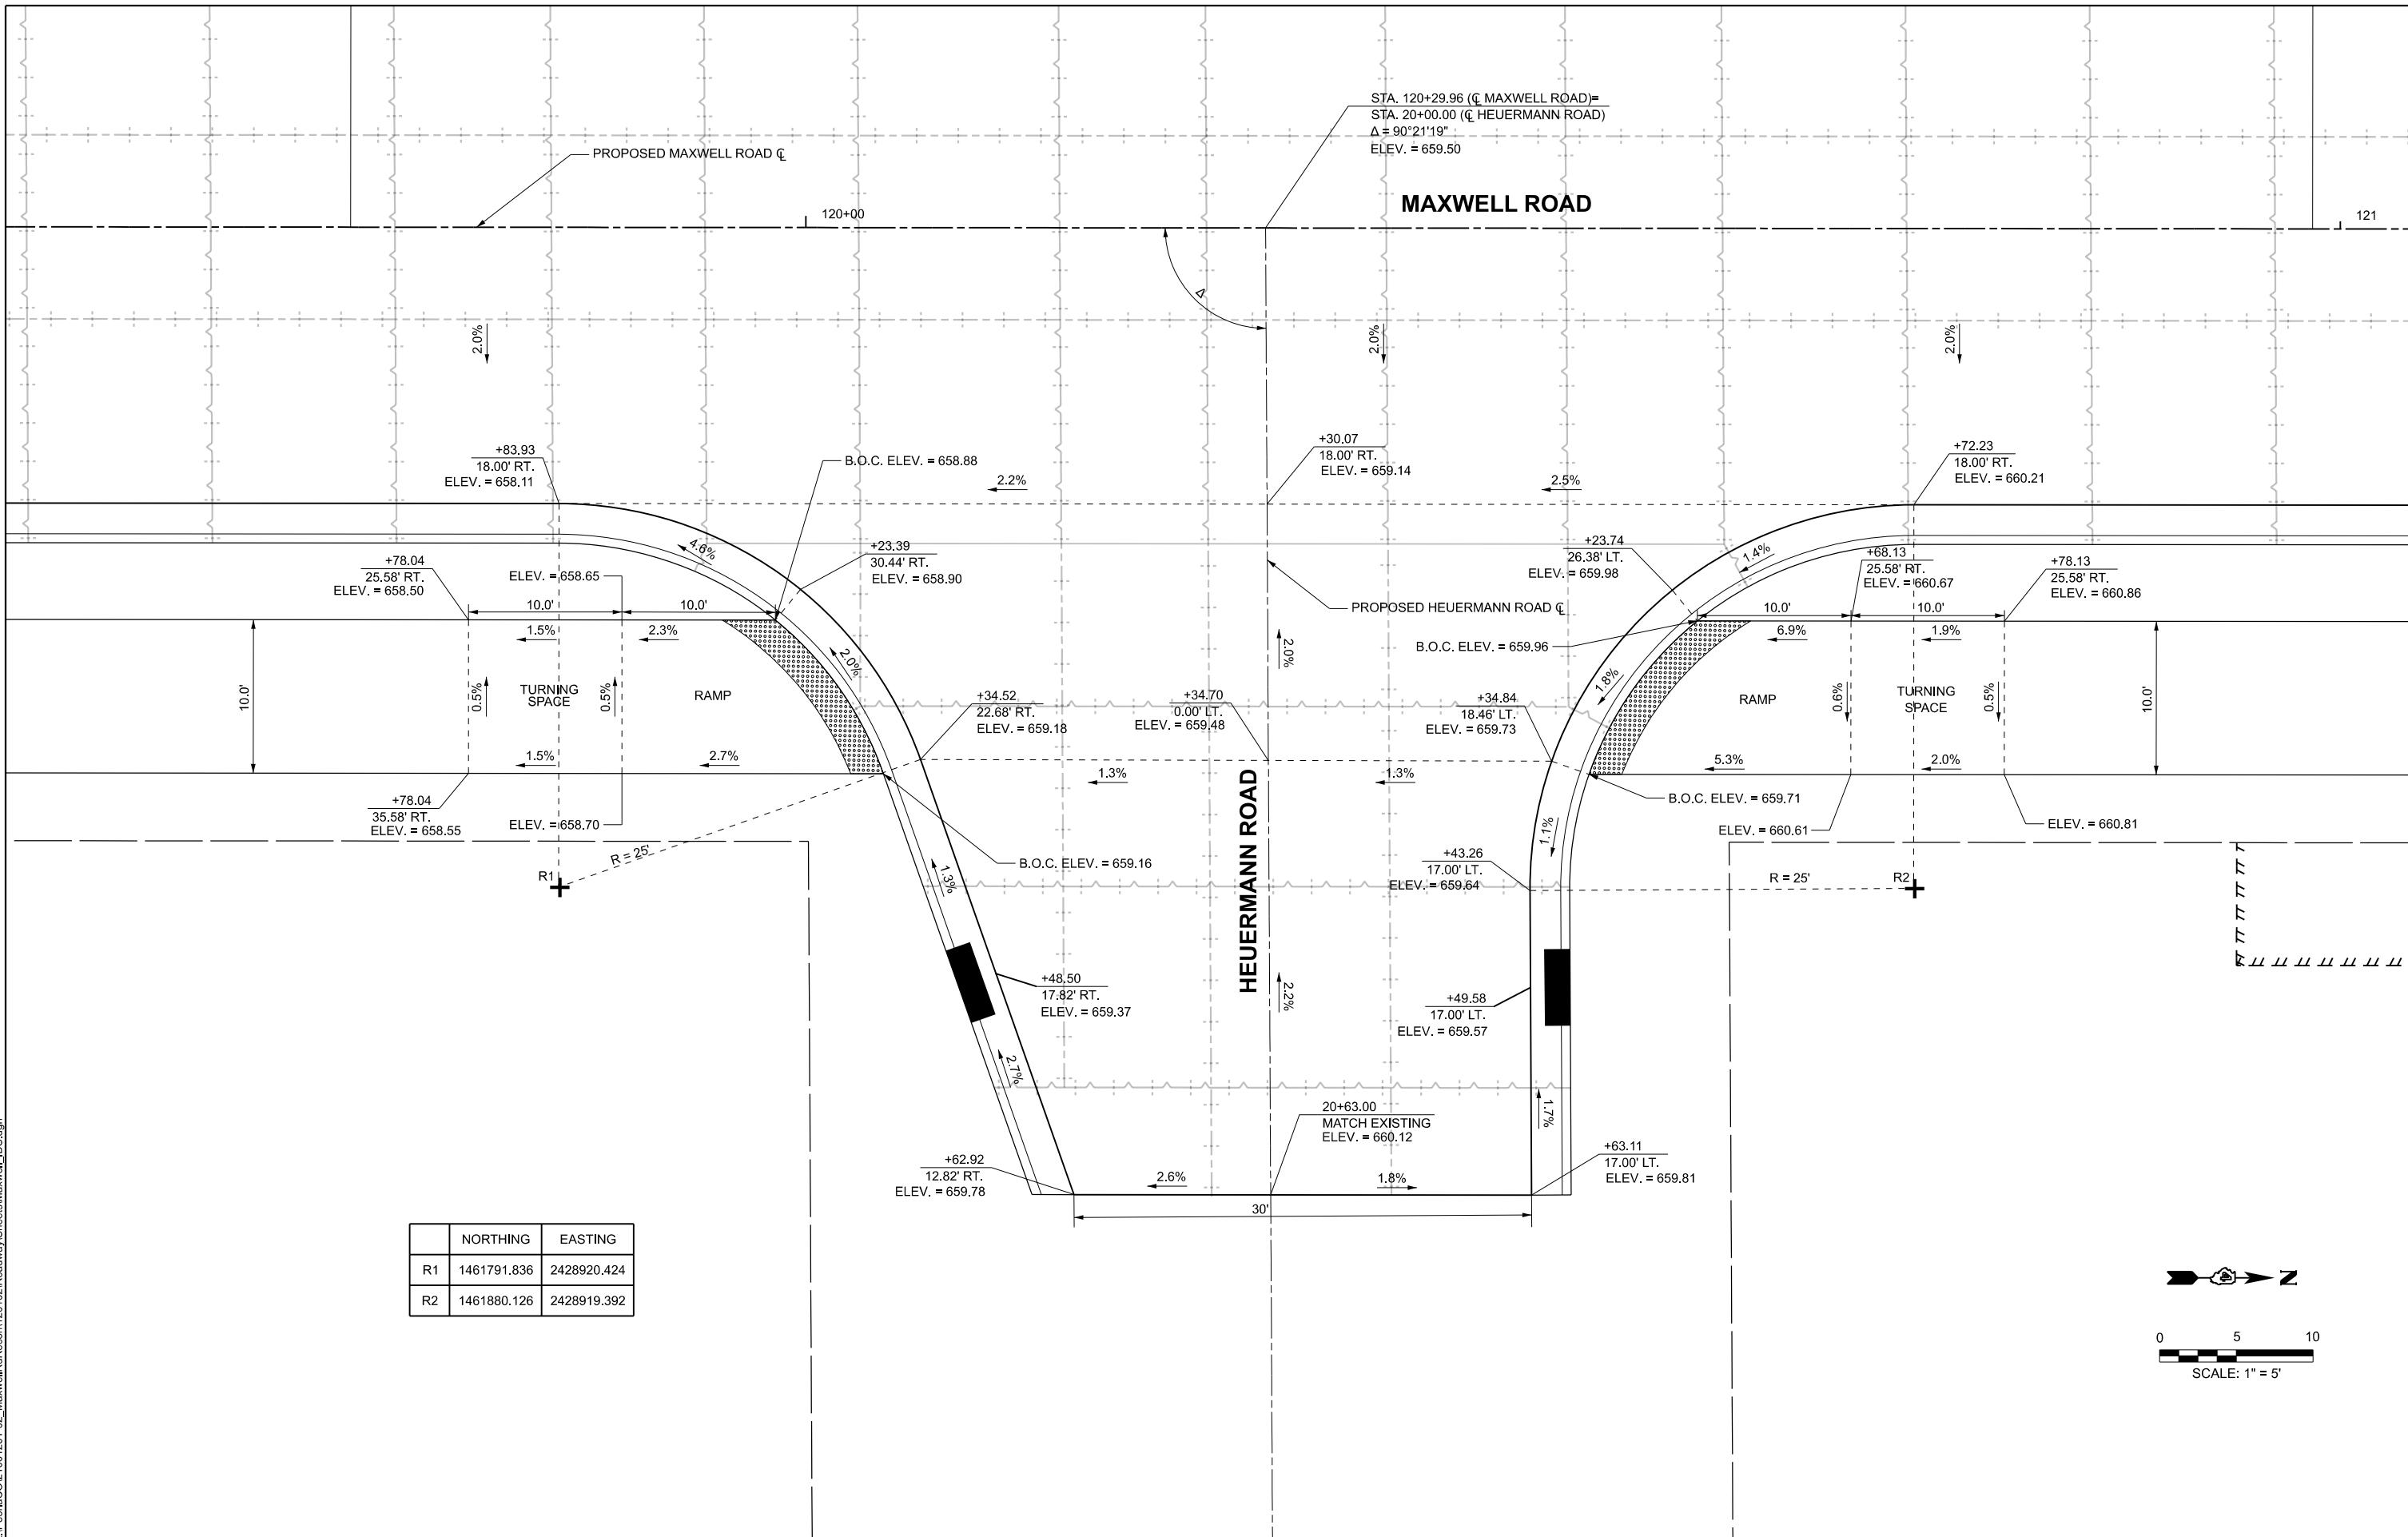 STA. 120+29.96 (℄ MAXWELL ROAD)=
STA. 20+00.00 (℄ HEUERMANN ROAD)
Δ = 90°21'19"
ELEV. = 659.50
PROPOSED MAXWELL ROAD ℄
MAXWELL ROAD
120+00
121
Δ
2.0%
2.0%
2.0%
+83.93
18.00' RT.
ELEV. = 658.11
B.O.C. ELEV. = 658.88
2.2%
+30.07
18.00' RT.
ELEV. = 659.14
2.5%
+72.23
18.00' RT.
ELEV. = 660.21
4.6%
+23.39
30.44' RT.
ELEV. = 658.90
+78.04
25.58' RT.
ELEV. = 658.50
ELEV. = 658.65
10.0'
10.0'
1.5%
2.3%
10.0'
0.5%
TURNING
SPACE
0.5%
RAMP
2.0%
1.5%
2.7%
+78.04
35.58' RT.
ELEV. = 658.55
ELEV. = 658.70
R = 25'
R1
B.O.C. ELEV. = 659.16
+34.52
22.68' RT.
ELEV. = 659.18
+34.70
0.00' LT.
ELEV. = 659.48
PROPOSED HEUERMANN ROAD ℄
2.0%
1.3%
1.3%
HEUERMANN ROAD
+23.74
26.38' LT.
ELEV. = 659.98
1.4%
+68.13
25.58' RT.
ELEV. = 660.67
+78.13
25.58' RT.
ELEV. = 660.86
10.0'
10.0'
6.9%
1.9%
B.O.C. ELEV. = 659.96
1.8%
RAMP
0.6%
TURNING
SPACE
0.5%
10.0'
+34.84
18.46' LT.
ELEV. = 659.73
5.3%
2.0%
B.O.C. ELEV. = 659.71
ELEV. = 660.61
ELEV. = 660.81
1.1%
+43.26
17.00' LT.
ELEV. = 659.64
R = 25'
R2
1.3%
+48.50
17.82' RT.
ELEV. = 659.37
2.2%
+49.58
17.00' LT.
ELEV. = 659.57
2.7%
1.7%
20+63.00
MATCH EXISTING
ELEV. = 660.12
+62.92
12.82' RT.
ELEV. = 659.78
2.6%
1.8%
+63.11
17.00' LT.
ELEV. = 659.81
30'
NORTHING EASTING
R1 1461791.836 2428920.424
R2 1461880.126 2428919.392
N
0 5 10
SCALE: 1" = 5'